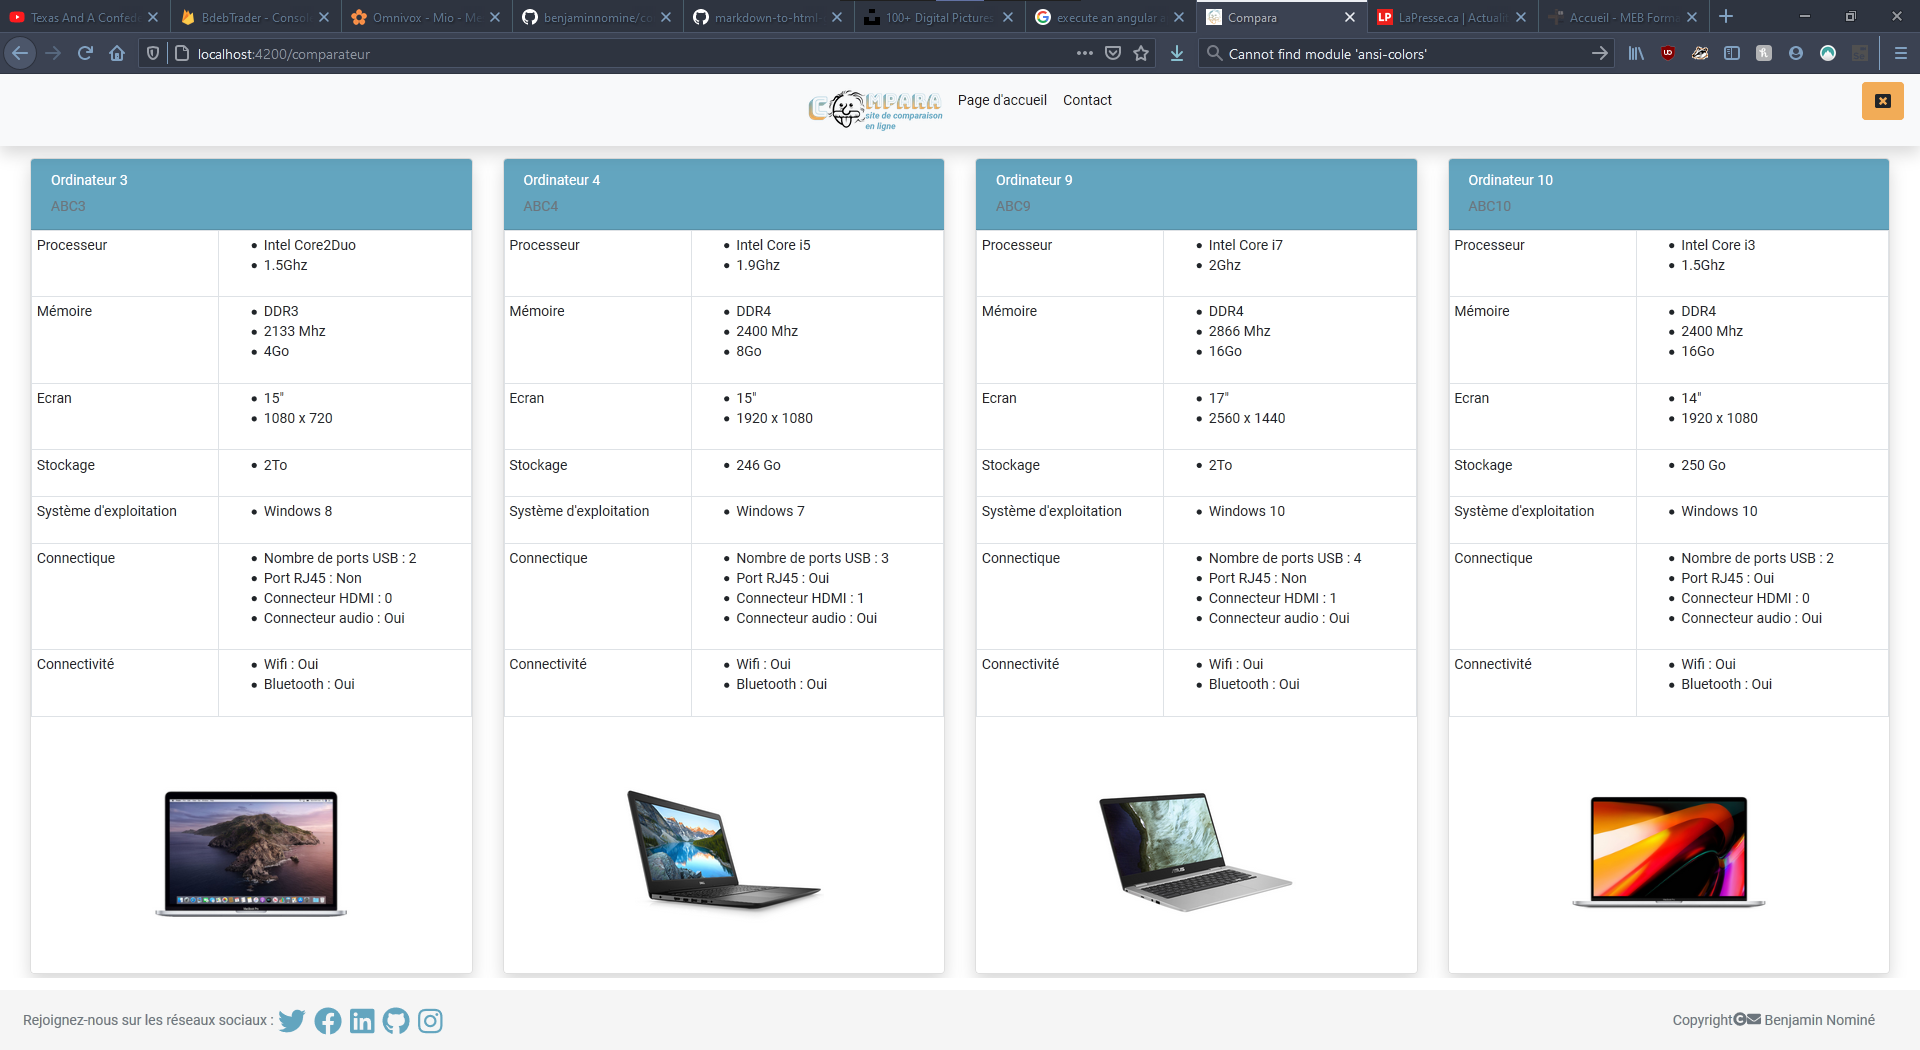 Texas And A Confed
BdebTrader - Consol
Omnivox - Mio - Me
benjaminnomine/co
markdown-to-html-
100+ Digital Pictures
execute an angular a
Compara
LaPresse.ca | Actuali
Accueil - MEB Forma
localhost:4200/comparateur
Cannot find module 'ansi-colors'
COMPARA
site de comparaison
en ligne
Page d'accueil
Contact
Ordinateur 3
ABC3
Processeur
Intel Core2Duo
1.5Ghz
Mémoire
DDR3
2133 Mhz
4Go
Ecran
15"
1080 x 720
Stockage
2To
Système d'exploitation
Windows 8
Connectique
Nombre de ports USB : 2
Port RJ45 : Non
Connecteur HDMI : 0
Connecteur audio : Oui
Connectivité
Wifi : Oui
Bluetooth : Oui
Ordinateur 4
ABC4
Processeur
Intel Core i5
1.9Ghz
Mémoire
DDR4
2400 Mhz
8Go
Ecran
15"
1920 x 1080
Stockage
246 Go
Système d'exploitation
Windows 7
Connectique
Nombre de ports USB : 3
Port RJ45 : Oui
Connecteur HDMI : 1
Connecteur audio : Oui
Connectivité
Wifi : Oui
Bluetooth : Oui
Ordinateur 9
ABC9
Processeur
Intel Core i7
2Ghz
Mémoire
DDR4
2866 Mhz
16Go
Ecran
17"
2560 x 1440
Stockage
2To
Système d'exploitation
Windows 10
Connectique
Nombre de ports USB : 4
Port RJ45 : Non
Connecteur HDMI : 1
Connecteur audio : Oui
Connectivité
Wifi : Oui
Bluetooth : Oui
Ordinateur 10
ABC10
Processeur
Intel Core i3
1.5Ghz
Mémoire
DDR4
2400 Mhz
16Go
Ecran
14"
1920 x 1080
Stockage
250 Go
Système d'exploitation
Windows 10
Connectique
Nombre de ports USB : 2
Port RJ45 : Oui
Connecteur HDMI : 0
Connecteur audio : Oui
Connectivité
Wifi : Oui
Bluetooth : Oui
Rejoignez-nous sur les réseaux sociaux :
Copyright Benjamin Nominé